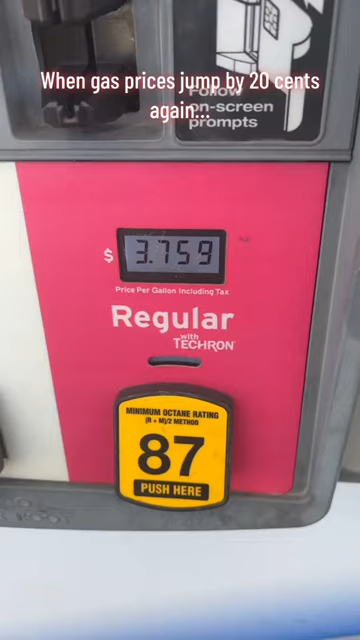 When gas prices jump by 20 cents
again...
Follow
on-screen
prompts
$ 3.759
Price Per Gallon Including Tax
Regular
with
TECHRON
MINIMUM OCTANE RATING
(R + M)/2 METHOD
87
PUSH HERE